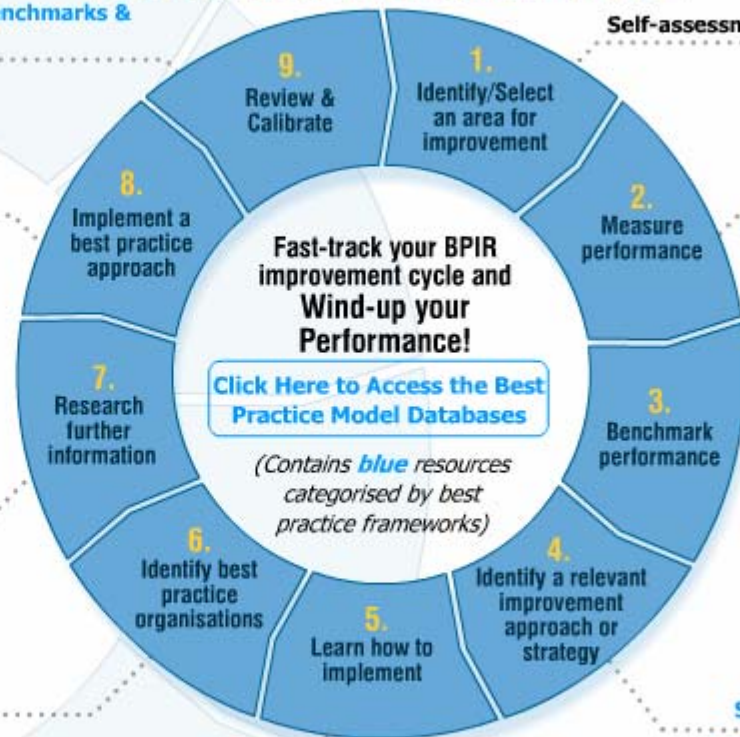 nchmarks &
Self-assessn
1.
Identify/Select
an area for
improvement
2.
Measure
performance
3.
Benchmark
performance
4.
Identify a relevant
improvement
approach or
strategy
5.
Learn how to
implement
6.
Identify best
practice
organisations
7.
Research
further
information
8.
Implement a
best practice
approach
9.
Review &
Calibrate
Fast-track your BPIR
improvement cycle and
Wind-up your
Performance!
Click Here to Access the Best
Practice Model Databases
(Contains blue resources
categorised by best
practice frameworks)